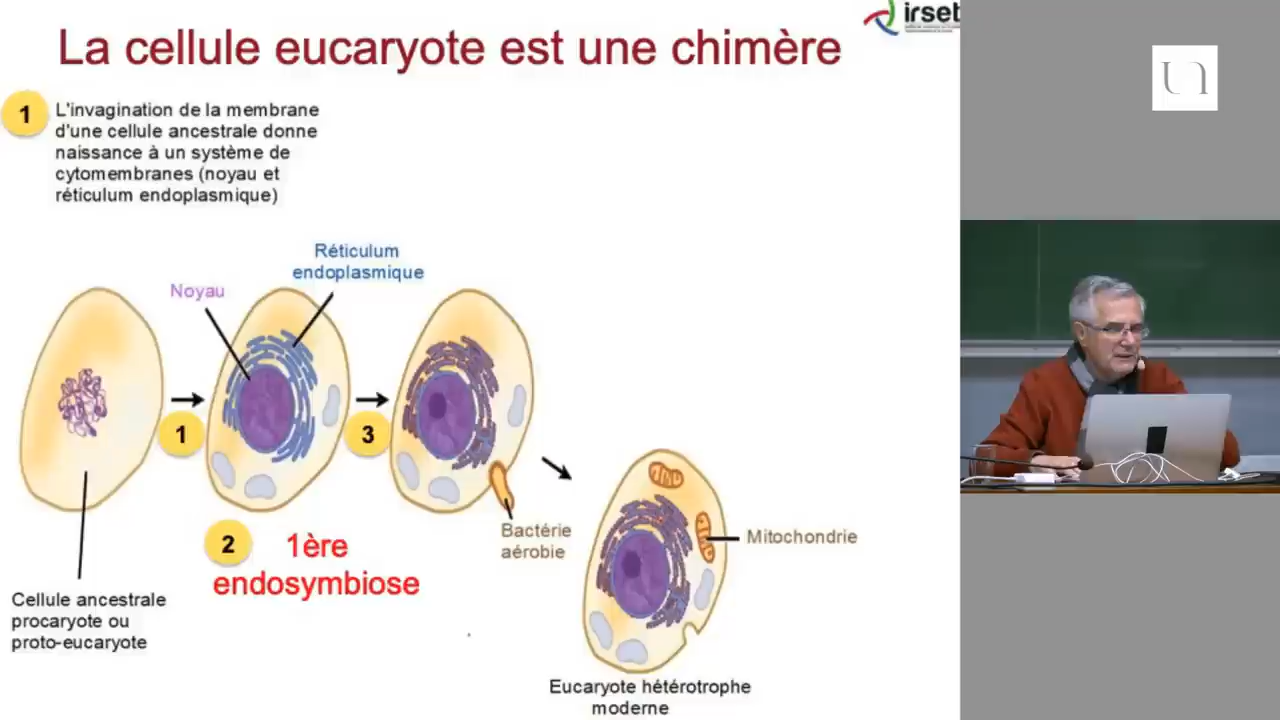 La cellule eucaryote est une chimère
irset
1
L'invagination de la membrane
d'une cellule ancestrale donne
naissance à un système de
cytomembranes (noyau et
réticulum endoplasmique)
Réticulum
endoplasmique
Noyau
1
3
Bactérie
aérobie
Mitochondrie
2
1ère
endosymbiose
Cellule ancestrale
procaryote ou
proto-eucaryote
Eucaryote hétérotrophe
moderne